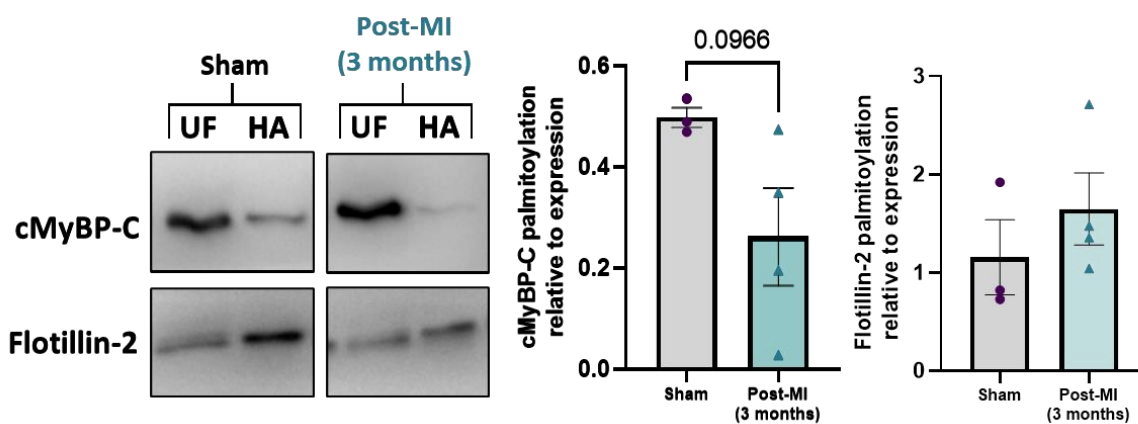 Sham
Post-MI
(3 months)
UF HA UF HA
cMyBP-C
Flotillin-2
cMyBP-C palmitoylation
relative to expression
0.6
0.4
0.2
0.0
0.0966
Sham
Post-MI
(3 months)
Flotillin-2 palmitoylation
relative to expression
3
2
1
0
Sham
Post-MI
(3 months)